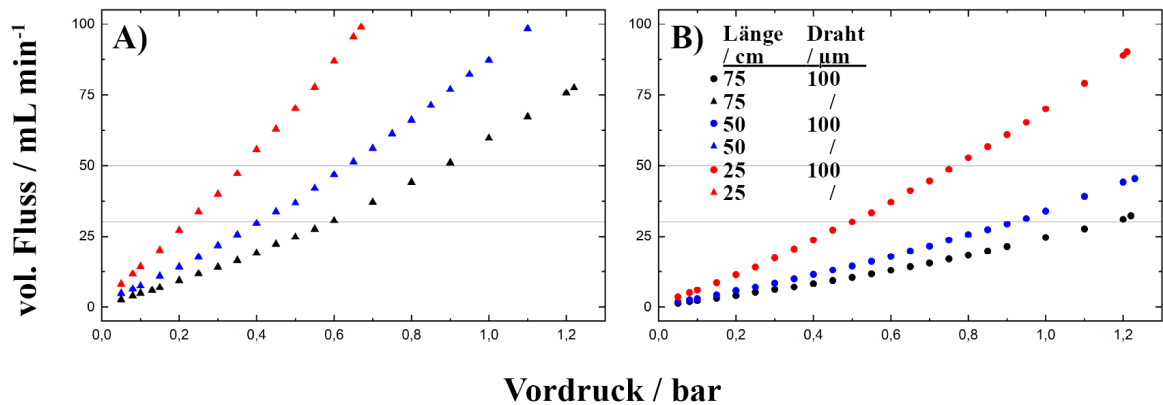 A)
B)
Länge Draht
/ cm / µm
75 100
75 /
50 100
50 /
25 100
25 /
vol. Fluss / mL min⁻¹
100
75
50
25
0
0,0 0,2 0,4 0,6 0,8 1,0 1,2
100
75
50
25
0
0,0 0,2 0,4 0,6 0,8 1,0 1,2
Vordruck / bar